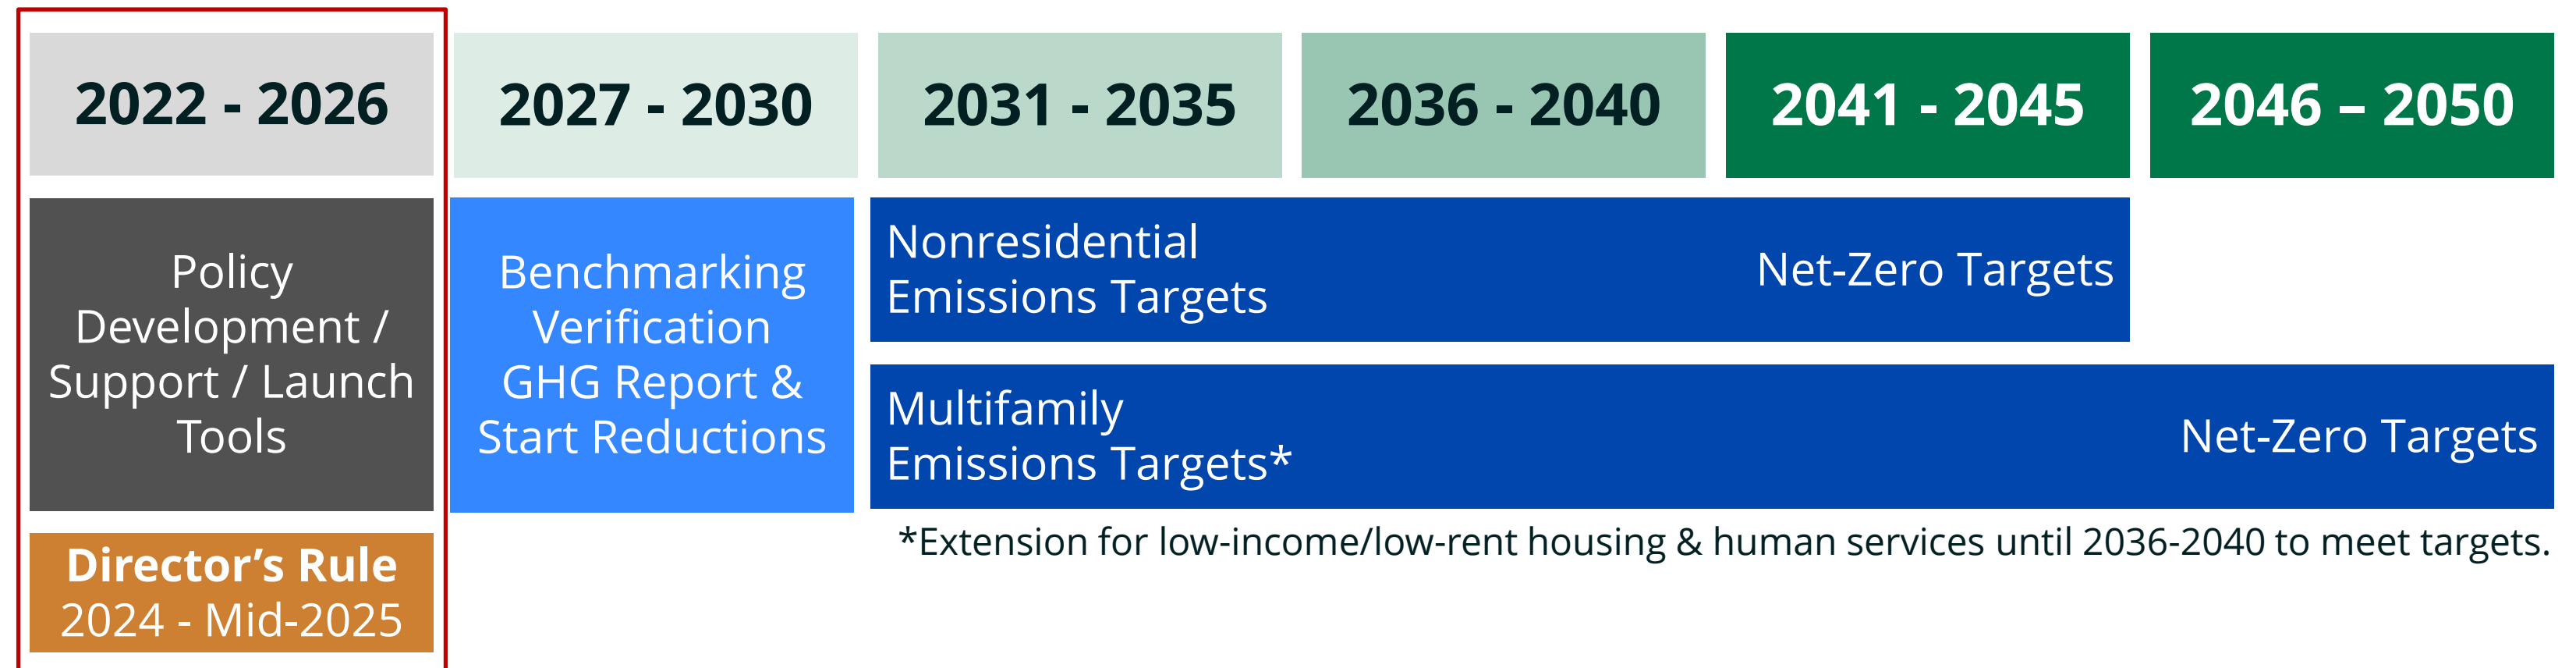 2022 - 2026
2027 - 2030
2031 - 2035
2036 - 2040
2041 - 2045
2046 – 2050
Policy
Development /
Support / Launch
Tools
Director’s Rule
2024 - Mid-2025
Benchmarking
Verification
GHG Report &
Start Reductions
Nonresidential
Emissions Targets
Net-Zero Targets
Multifamily
Emissions Targets*
Net-Zero Targets
*Extension for low-income/low-rent housing & human services until 2036-2040 to meet targets.